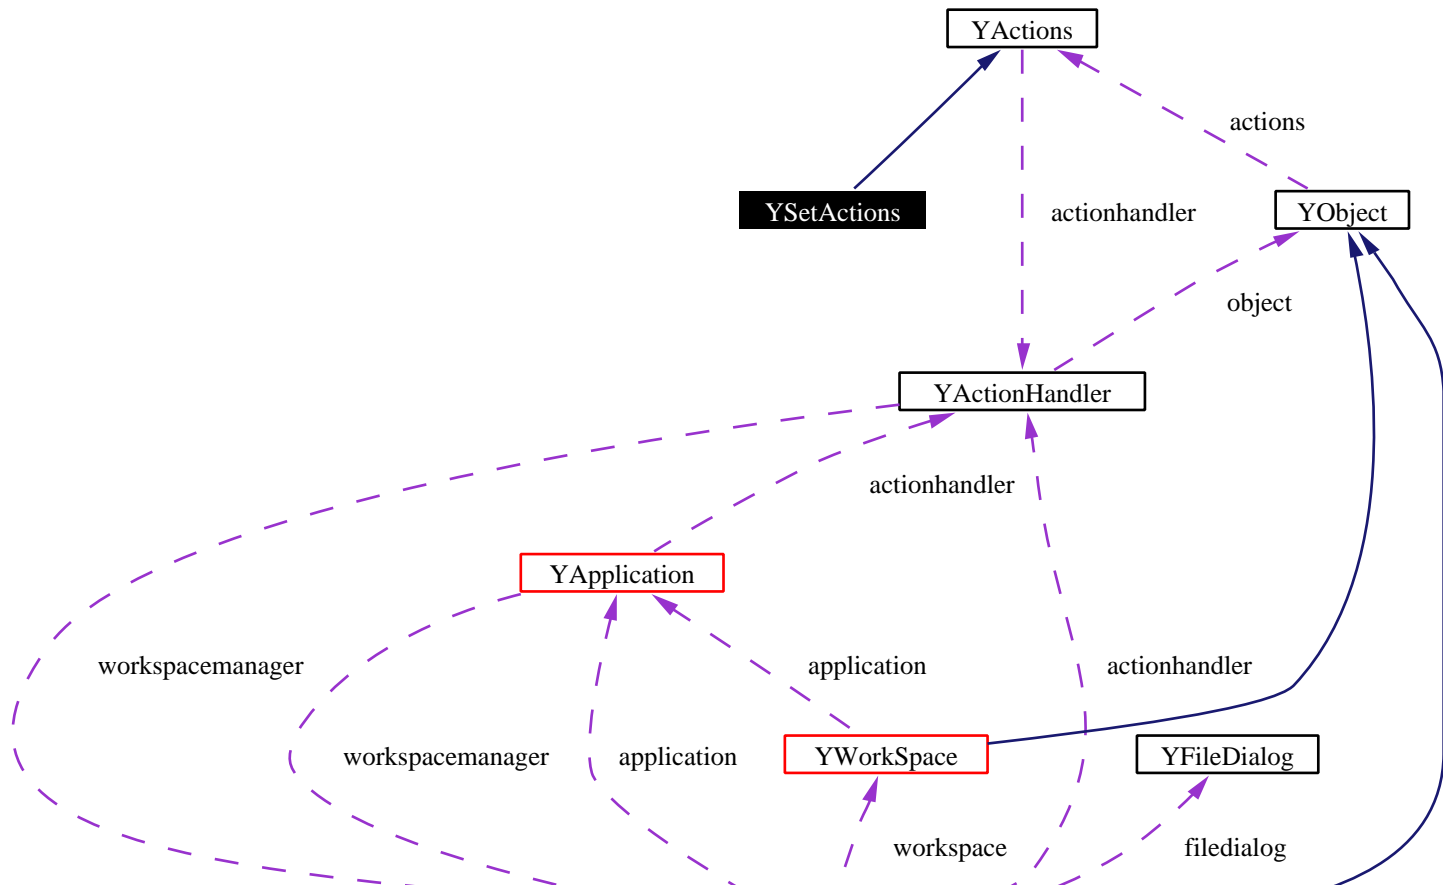 YActions
actions
YSetActions
actionhandler
YObject
object
YActionHandler
actionhandler
YApplication
workspacemanager
application
actionhandler
workspacemanager
application
YWorkSpace
YFileDialog
workspace
filedialog